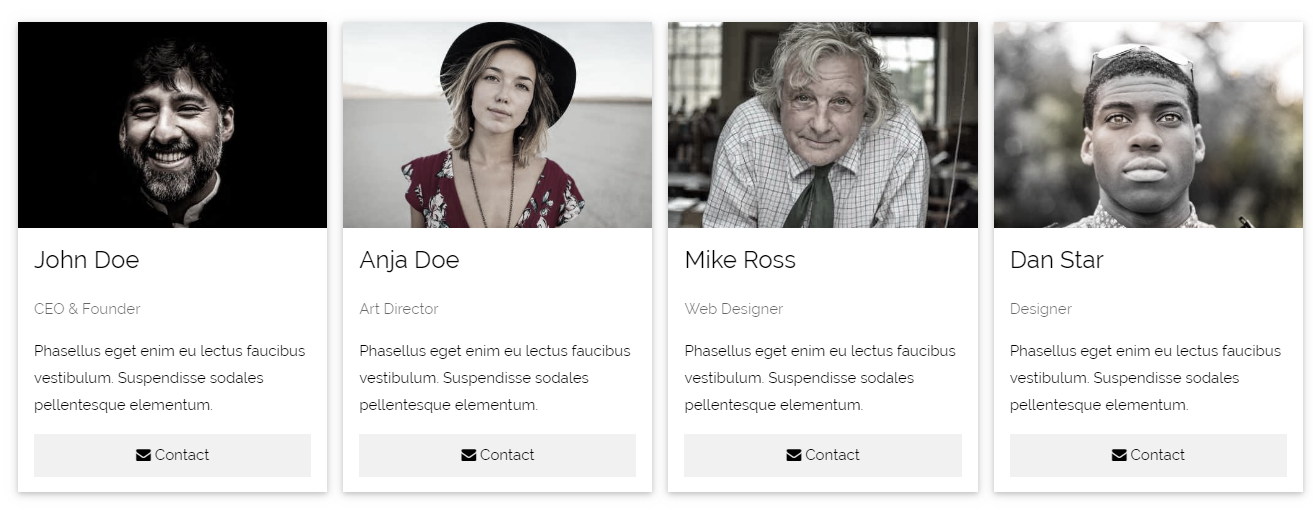 John Doe
CEO & Founder
Phasellus eget enim eu lectus faucibus
vestibulum. Suspendisse sodales
pellentesque elementum.
Contact
Anja Doe
Art Director
Phasellus eget enim eu lectus faucibus
vestibulum. Suspendisse sodales
pellentesque elementum.
Contact
Mike Ross
Web Designer
Phasellus eget enim eu lectus faucibus
vestibulum. Suspendisse sodales
pellentesque elementum.
Contact
Dan Star
Designer
Phasellus eget enim eu lectus faucibus
vestibulum. Suspendisse sodales
pellentesque elementum.
Contact